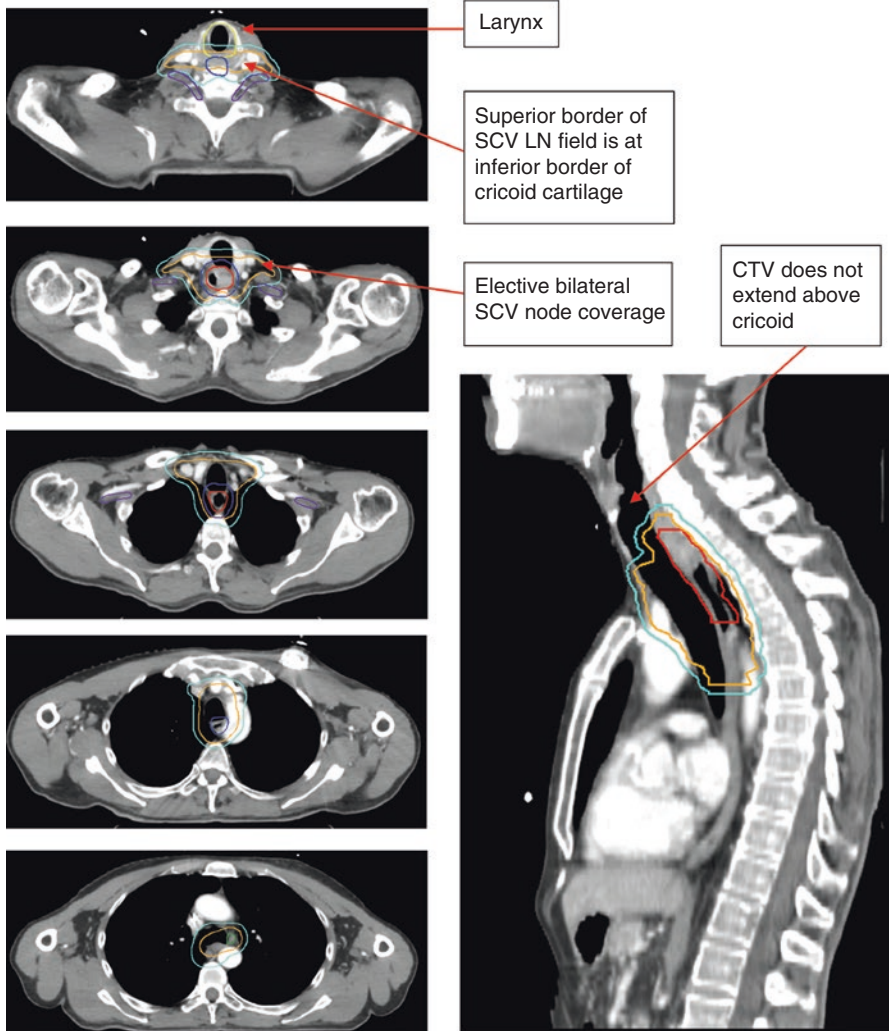 Larynx
Superior border of
SCV LN field is at
inferior border of
cricoid cartilage
Elective bilateral
SCV node coverage
CTV does not
extend above
cricoid